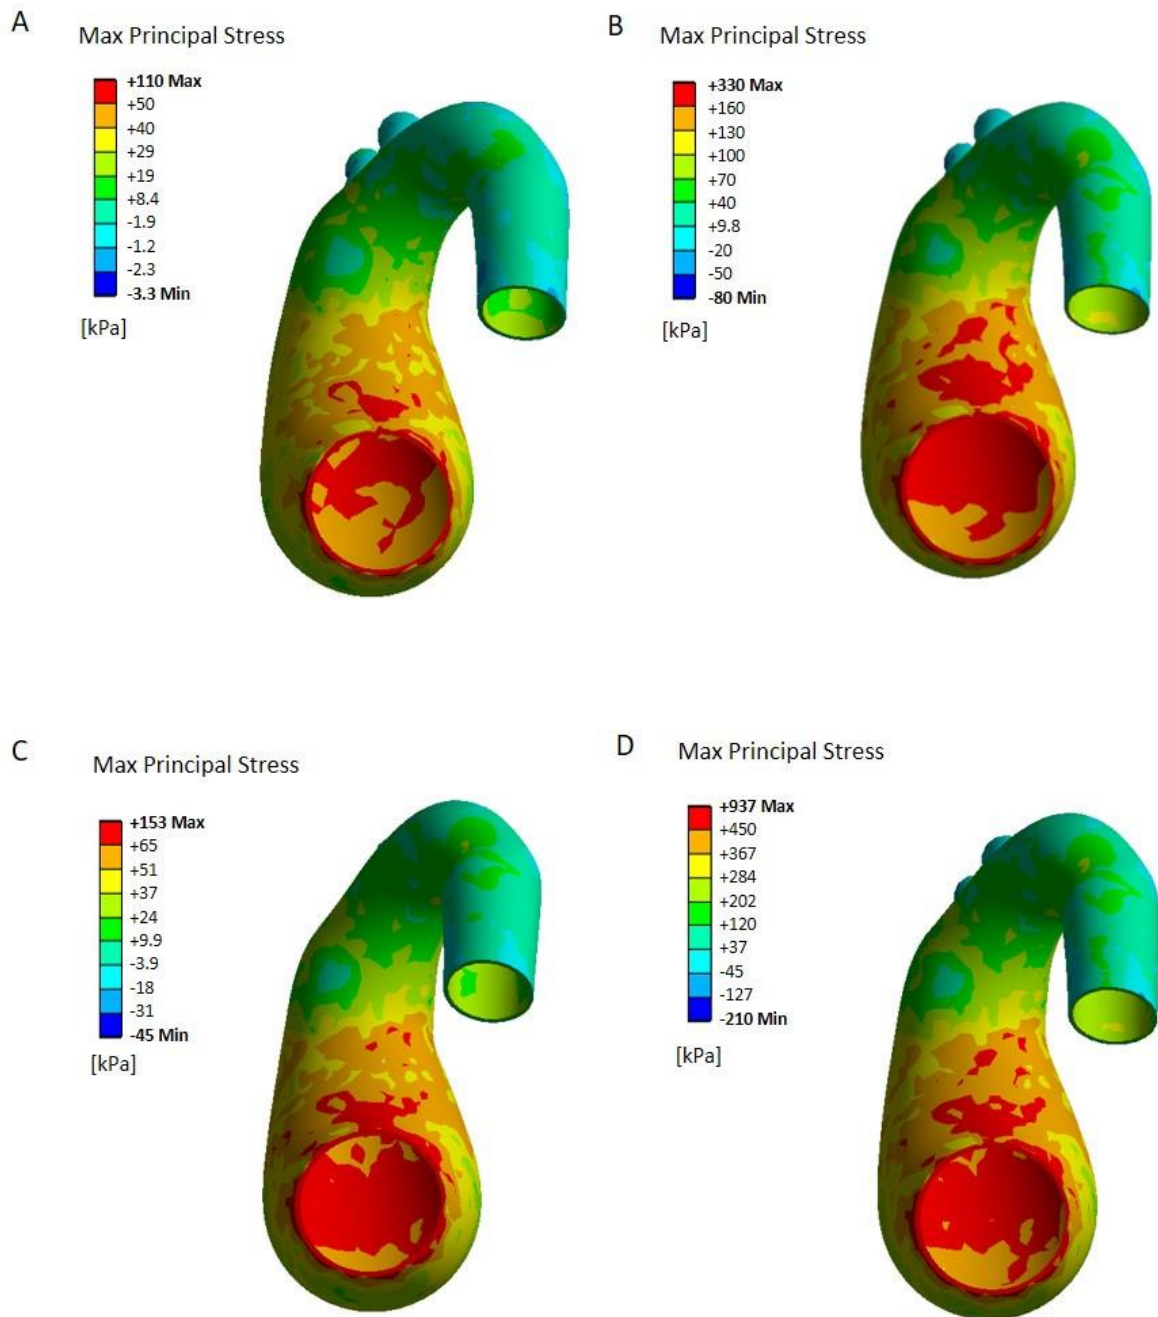 A
Max Principal Stress
+110 Max
+50
+40
+29
+19
+8.4
-1.9
-1.2
-2.3
-3.3 Min
[kPa]
B
Max Principal Stress
+330 Max
+160
+130
+100
+70
+40
+9.8
-20
-50
-80 Min
[kPa]
C
Max Principal Stress
+153 Max
+65
+51
+37
+24
+9.9
-3.9
-18
-31
-45 Min
[kPa]
D
Max Principal Stress
+937 Max
+450
+367
+284
+202
+120
+37
-45
-127
-210 Min
[kPa]